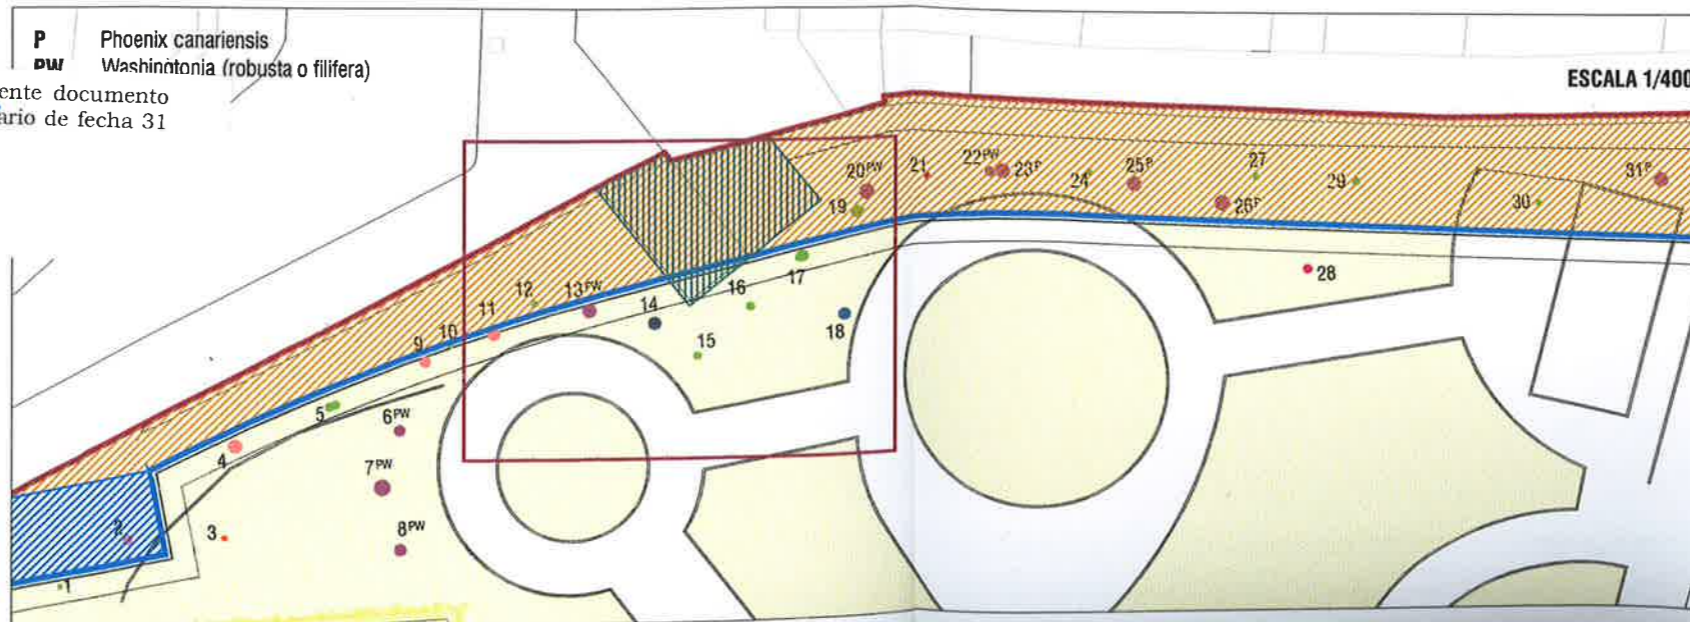 P Phoenix canariensis
PW Washingtonia (robusta o filifera)
ente documento
ario de fecha 31
ESCALA 1/400
20PW 21 22PW 23P 24 25P 26P 27 29 30 31P
19
28
9 10 11 12 13PW 14 15 16 17 18
4 5 6PW
7PW
8PW
1 2 3